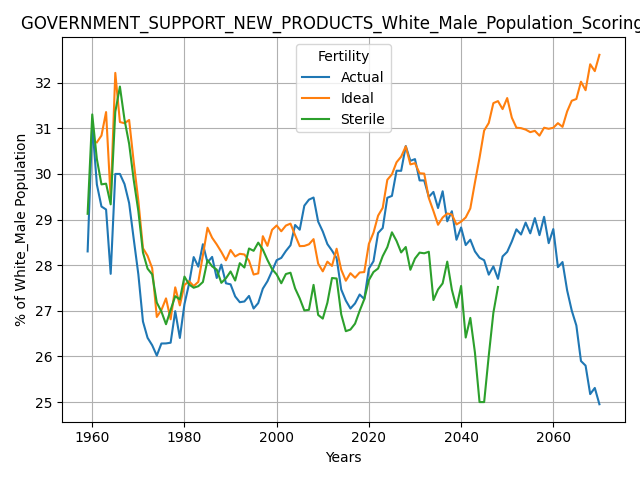 GOVERNMENT_SUPPORT_NEW_PRODUCTS_White_Male_Population_Scoring
Fertility
Actual
Ideal
Sterile
% of White_Male Population
32
31
30
29
28
27
26
25
1960 1980 2000 2020 2040 2060
Years